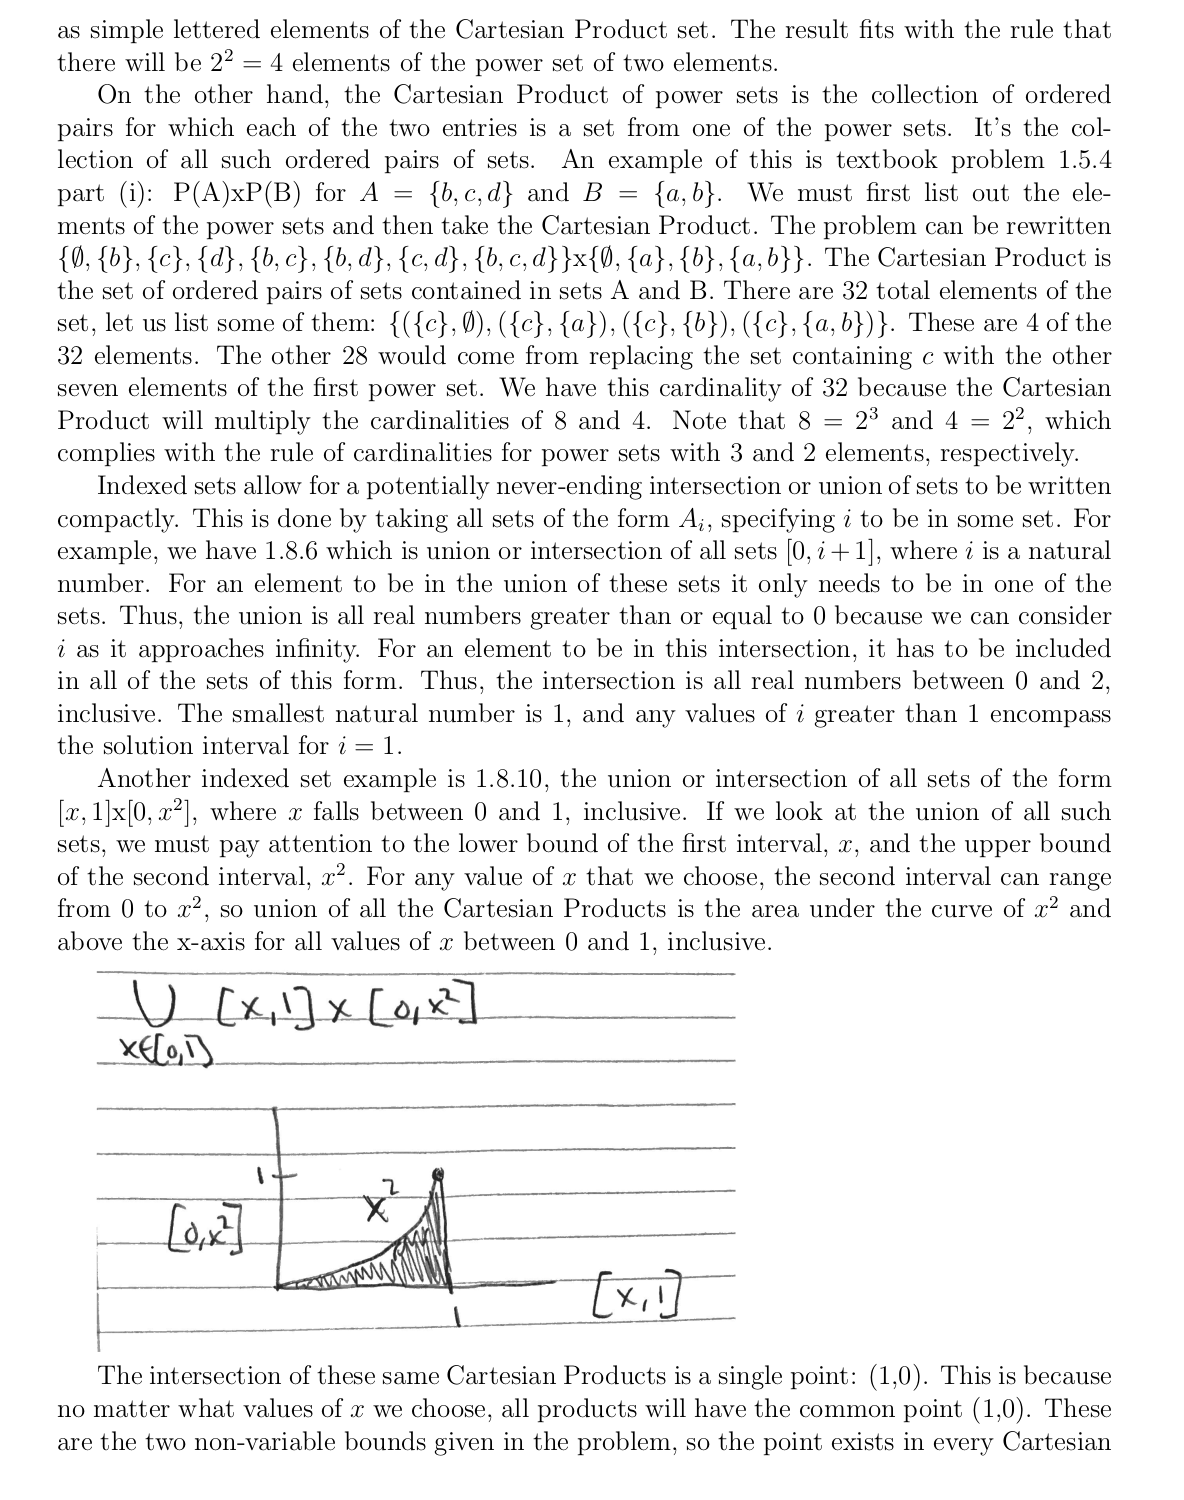 as simple lettered elements of the Cartesian Product set. The result fits with the rule that
there will be 2² = 4 elements of the power set of two elements.
On the other hand, the Cartesian Product of power sets is the collection of ordered
pairs for which each of the two entries is a set from one of the power sets. It's the col-
lection of all such ordered pairs of sets. An example of this is textbook problem 1.5.4
part (i): P(A)xP(B) for A = {b, c, d} and B = {a, b}. We must first list out the ele-
ments of the power sets and then take the Cartesian Product. The problem can be rewritten
{∅, {b}, {c}, {d}, {b, c}, {b, d}, {c, d}, {b, c, d}}x{∅, {a}, {b}, {a, b}}. The Cartesian Product is
the set of ordered pairs of sets contained in sets A and B. There are 32 total elements of the
set, let us list some of them: {({c}, ∅), ({c}, {a}), ({c}, {b}), ({c}, {a, b})}. These are 4 of the
32 elements. The other 28 would come from replacing the set containing c with the other
seven elements of the first power set. We have this cardinality of 32 because the Cartesian
Product will multiply the cardinalities of 8 and 4. Note that 8 = 2³ and 4 = 2², which
complies with the rule of cardinalities for power sets with 3 and 2 elements, respectively.
Indexed sets allow for a potentially never-ending intersection or union of sets to be written
compactly. This is done by taking all sets of the form Aᵢ, specifying i to be in some set. For
example, we have 1.8.6 which is union or intersection of all sets [0, i+1], where i is a natural
number. For an element to be in the union of these sets it only needs to be in one of the
sets. Thus, the union is all real numbers greater than or equal to 0 because we can consider
i as it approaches infinity. For an element to be in this intersection, it has to be included
in all of the sets of this form. Thus, the intersection is all real numbers between 0 and 2,
inclusive. The smallest natural number is 1, and any values of i greater than 1 encompass
the solution interval for i = 1.
Another indexed set example is 1.8.10, the union or intersection of all sets of the form
[x, 1]x[0, x²], where x falls between 0 and 1, inclusive. If we look at the union of all such
sets, we must pay attention to the lower bound of the first interval, x, and the upper bound
of the second interval, x². For any value of x that we choose, the second interval can range
from 0 to x², so union of all the Cartesian Products is the area under the curve of x² and
above the x-axis for all values of x between 0 and 1, inclusive.
∪ [x,1] x [0,x²]
x∈[0,1]
1
x²
[0,x²]
[x,1]
1
The intersection of these same Cartesian Products is a single point: (1,0). This is because
no matter what values of x we choose, all products will have the common point (1,0). These
are the two non-variable bounds given in the problem, so the point exists in every Cartesian